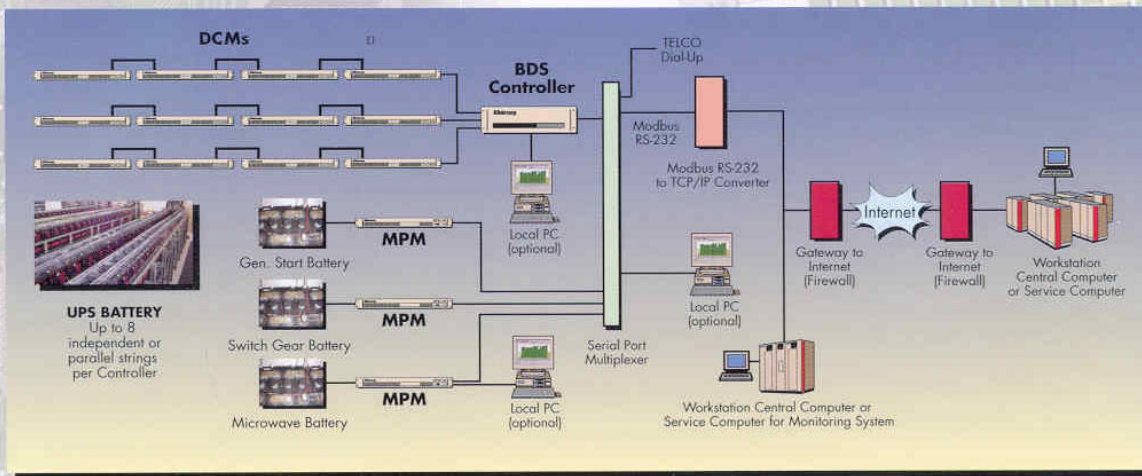 DCMs
D
BDS
Controller
TELCO
Dial-Up
Modbus
RS-232
Modbus RS-232
to TCP/IP Converter
Internet
Local PC
(optional)
MPM
Gen. Start Battery
Gateway to
Internet
(Firewall)
Gateway to
Internet
(Firewall)
Workstation
Central Computer
or Service Computer
UPS BATTERY
Up to 8
independent or
parallel strings
per Controller
MPM
Switch Gear Battery
Local PC
(optional)
Serial Port
Multiplexer
MPM
Microwave Battery
Local PC
(optional)
Workstation Central Computer or
Service Computer for Monitoring System